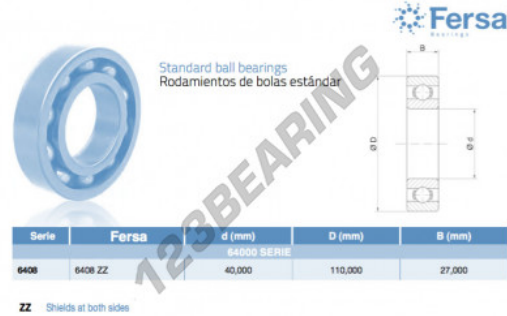 Fersa
Bearings
Standard ball bearings
Rodamientos de bolas estándar
B
Ø D
Ø d
123BEARING
Serie Fersa d (mm) D (mm) B (mm)
64000 SERIE
6408 6408 ZZ 40,000 110,000 27,000
ZZ Shields at both sides